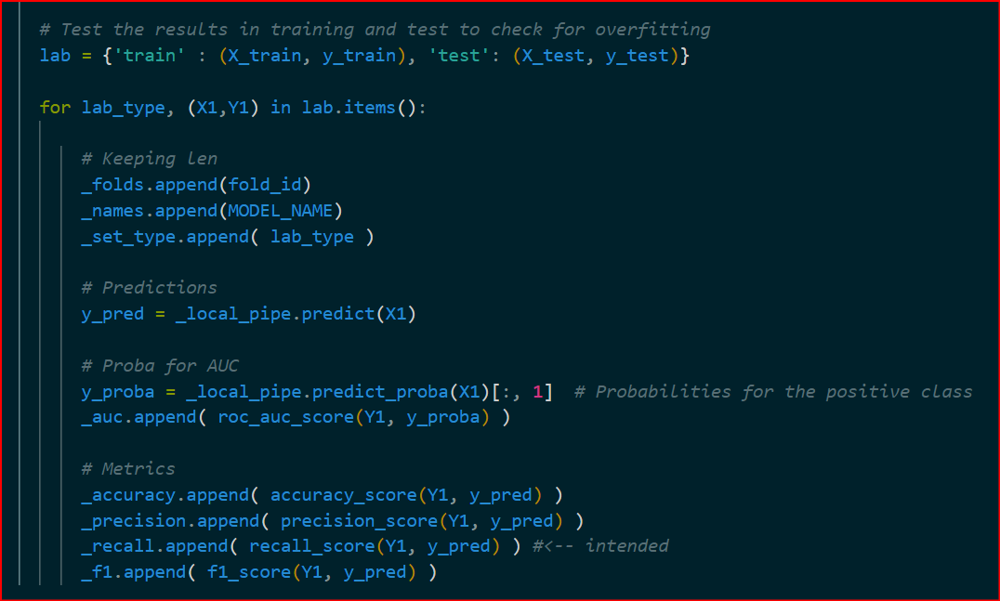 # Test the results in training and test to check for overfitting
lab = {'train' : (X_train, y_train), 'test': (X_test, y_test)}
for lab_type, (X1,Y1) in lab.items():
# Keeping len
_folds.append(fold_id)
_names.append(MODEL_NAME)
_set_type.append( lab_type )
# Predictions
y_pred = _local_pipe.predict(X1)
# Proba for AUC
y_proba = _local_pipe.predict_proba(X1)[:, 1]  # Probabilities for the positive class
_auc.append( roc_auc_score(Y1, y_proba) )
# Metrics
_accuracy.append( accuracy_score(Y1, y_pred) )
_precision.append( precision_score(Y1, y_pred) )
_recall.append( recall_score(Y1, y_pred) ) #<-- intended
_f1.append( f1_score(Y1, y_pred) )